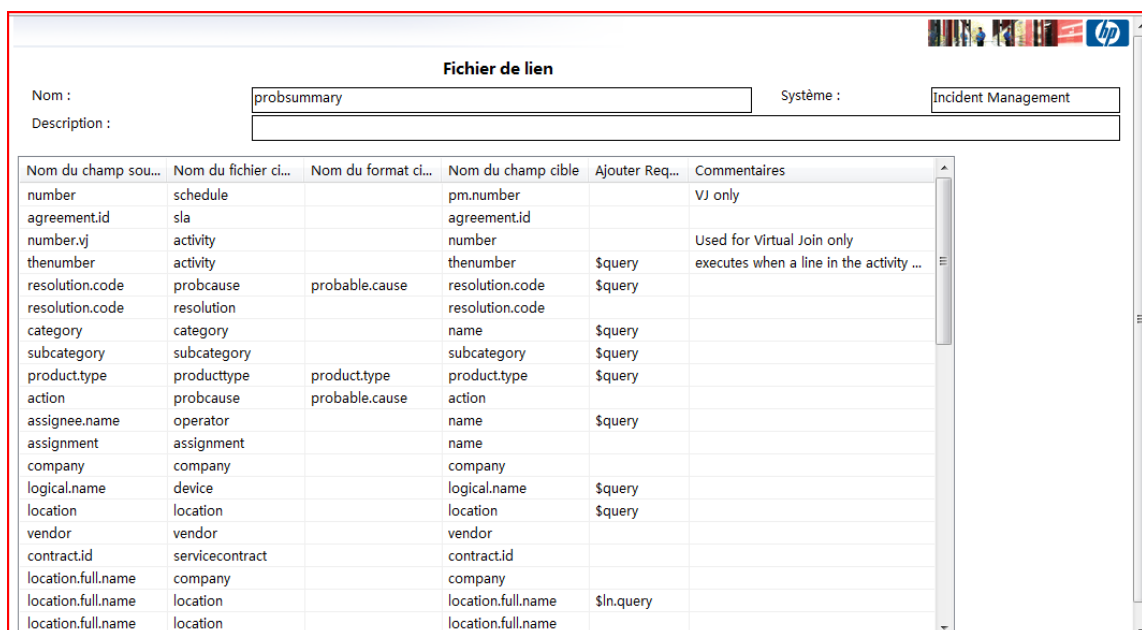 hp
Fichier de lien
Nom : probsummary Système : Incident Management
Description :
Nom du champ sou... Nom du fichier ci... Nom du format ci... Nom du champ cible Ajouter Req... Commentaires
number schedule pm.number VJ only
agreement.id sla agreement.id
number.vj activity number Used for Virtual Join only
thenumber activity thenumber $query executes when a line in the activity ...
resolution.code probcause probable.cause resolution.code $query
resolution.code resolution resolution.code
category category name $query
subcategory subcategory subcategory $query
product.type producttype product.type product.type $query
action probcause probable.cause action
assignee.name operator name $query
assignment assignment name
company company company
logical.name device logical.name $query
location location location $query
vendor vendor vendor
contract.id servicecontract contract.id
location.full.name company company
location.full.name location location.full.name $ln.query
location.full.name location location.full.name